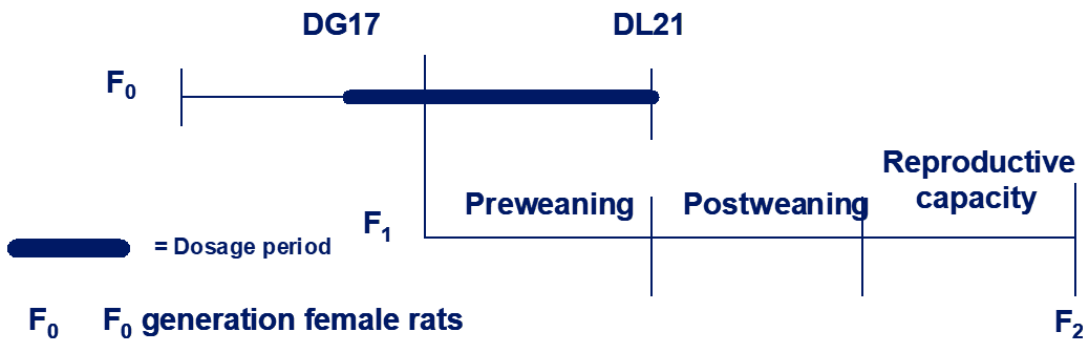 DG17 DL21
F₀
Reproductive
capacity
Preweaning Postweaning
F₁
= Dosage period
F₀ F₀ generation female rats
F₂